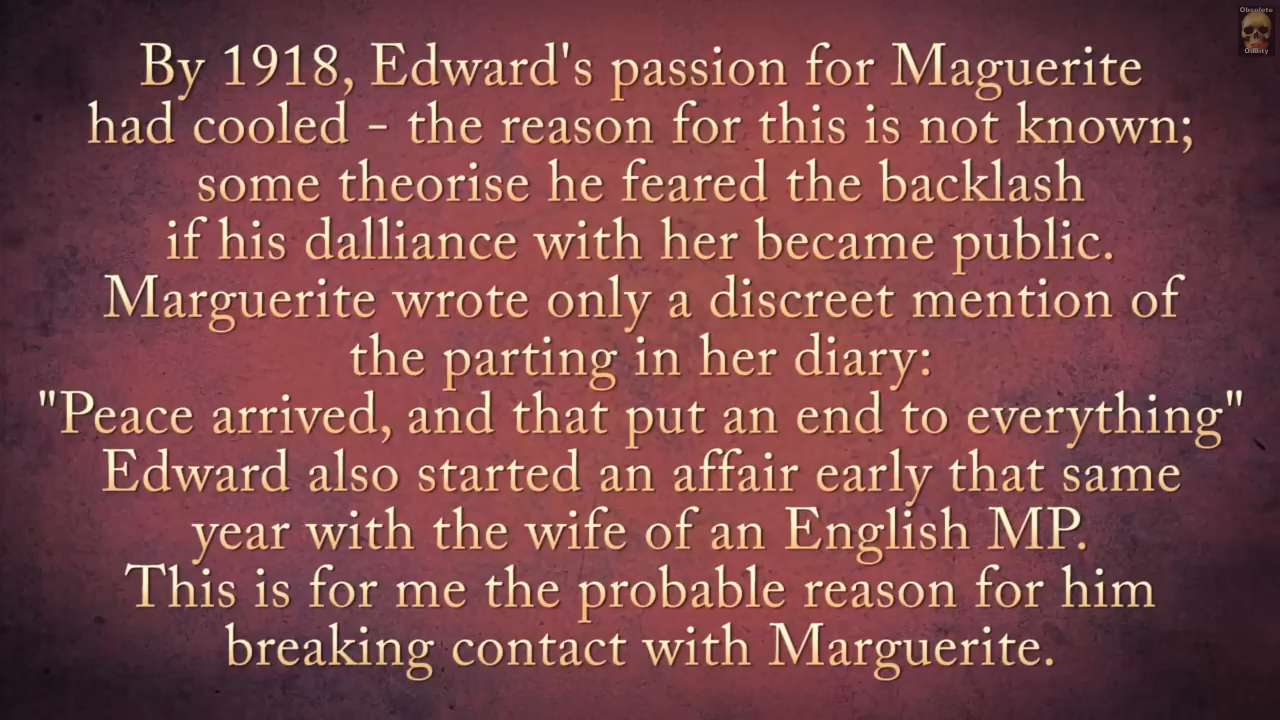 Obsolete
Oddity
By 1918, Edward's passion for Maguerite
had cooled - the reason for this is not known;
some theorise he feared the backlash
if his dalliance with her became public.
Marguerite wrote only a discreet mention of
the parting in her diary:
"Peace arrived, and that put an end to everything"
Edward also started an affair early that same
year with the wife of an English MP.
This is for me the probable reason for him
breaking contact with Marguerite.